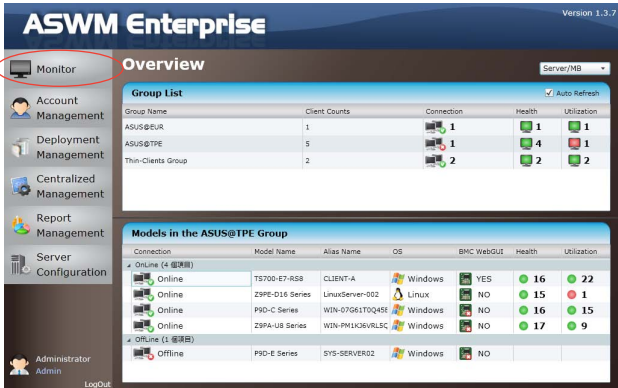 ASWM Enterprise
Version 1.3.7
Monitor
Account Management
Deployment Management
Centralized Management
Report Management
Server Configuration
Administrator
Admin
LogOut
Overview
Server/MB
Group List
Auto Refresh
Group Name Client Counts Connection Health Utilization
ASUS@EUR 1 1 1 1
ASUS@TPE 5 1 4 1
Thin-Clients Group 2 2 2 2
Models in the ASUS@TPE Group
Connection Model Name Alias Name OS BMC WebGUI Health Utilization
OnLine (4 個項目)
Online TS700-E7-RS8 CLIENT-A Windows YES 16 22
Online Z9PE-D16 Series LinuxServer-002 Linux NO 15 1
Online P9D-C Series WIN-07G61T0Q45E Windows NO 16 15
Online Z9PA-U8 Series WIN-PM1KJ6VRL5C Windows NO 17 9
OffLine (1 個項目)
Offline P9D-E Series SYS-SERVER02 Windows NO